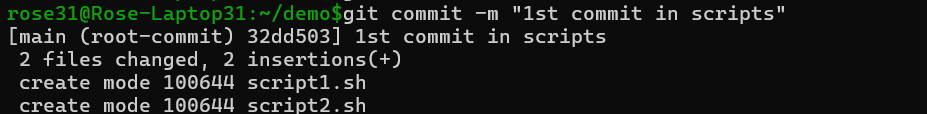 rose31@Rose-Laptop31:~/demo$git commit -m "1st commit in scripts"
[main (root-commit) 32dd503] 1st commit in scripts
 2 files changed, 2 insertions(+)
 create mode 100644 script1.sh
 create mode 100644 script2.sh